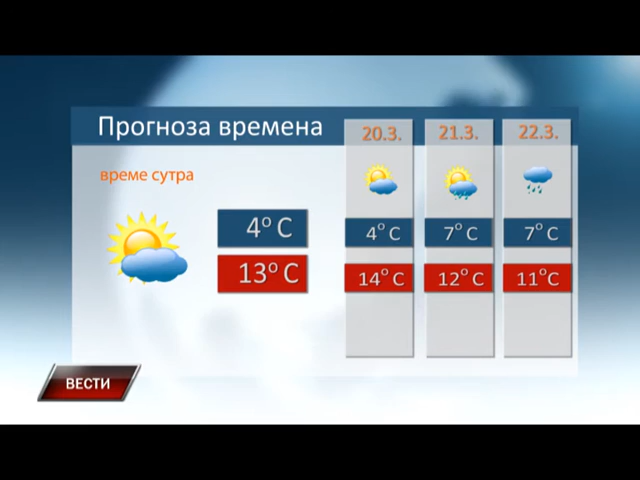 Прогноза времена
време сутра
4° C
13° C
20.3.
21.3.
22.3.
4° C
7° C
7° C
14° C
12° C
11°C
ВЕСТИ